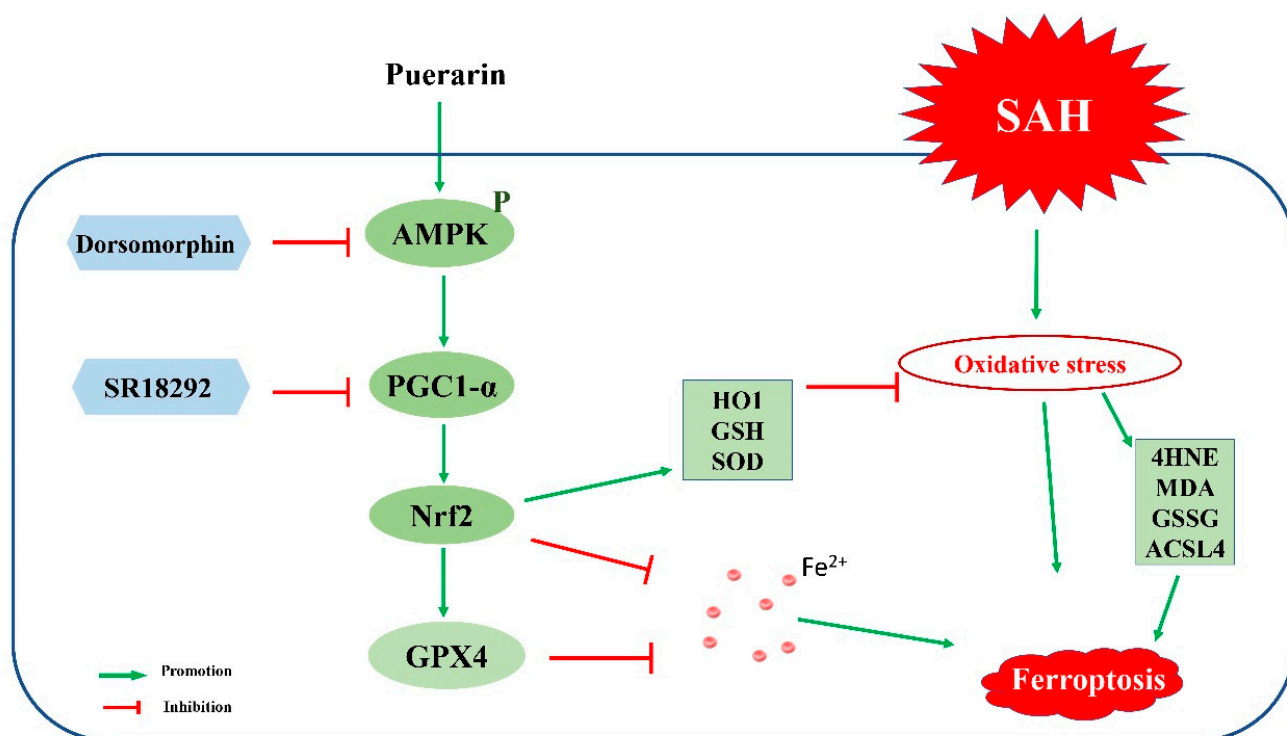 Puerarin
SAH
P
AMPK
Dorsomorphin
PGC1-α
SR18292
Oxidative stress
HO1
GSH
SOD
Nrf2
4HNE
MDA
GSSG
ACSL4
Fe²⁺
GPX4
Ferroptosis
Promotion
Inhibition